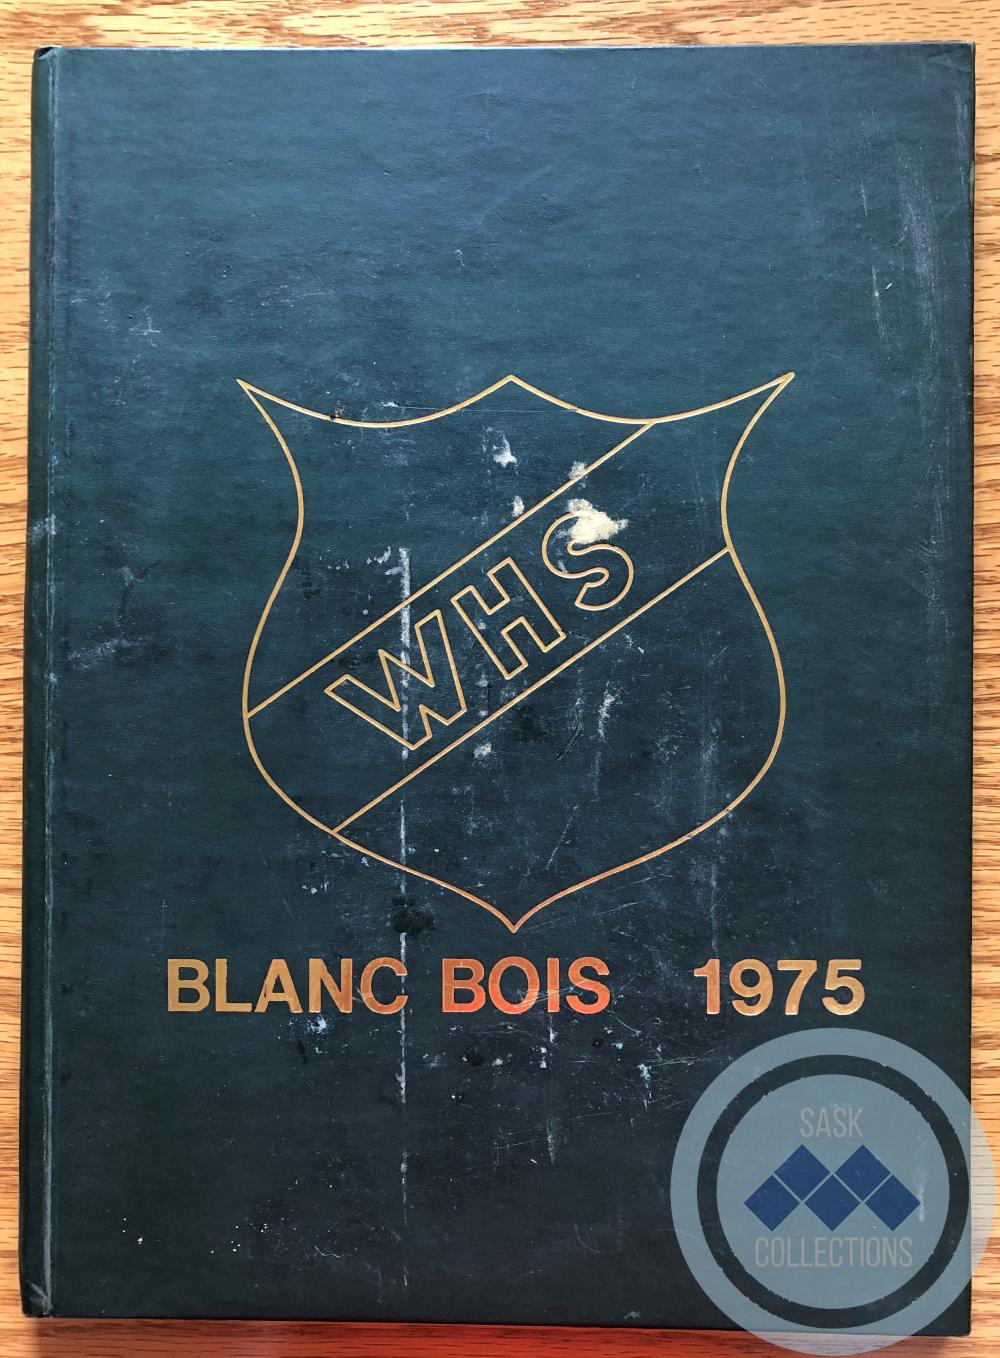 WHS
BLANC BOIS 1975
SASK
COLLECTIONS